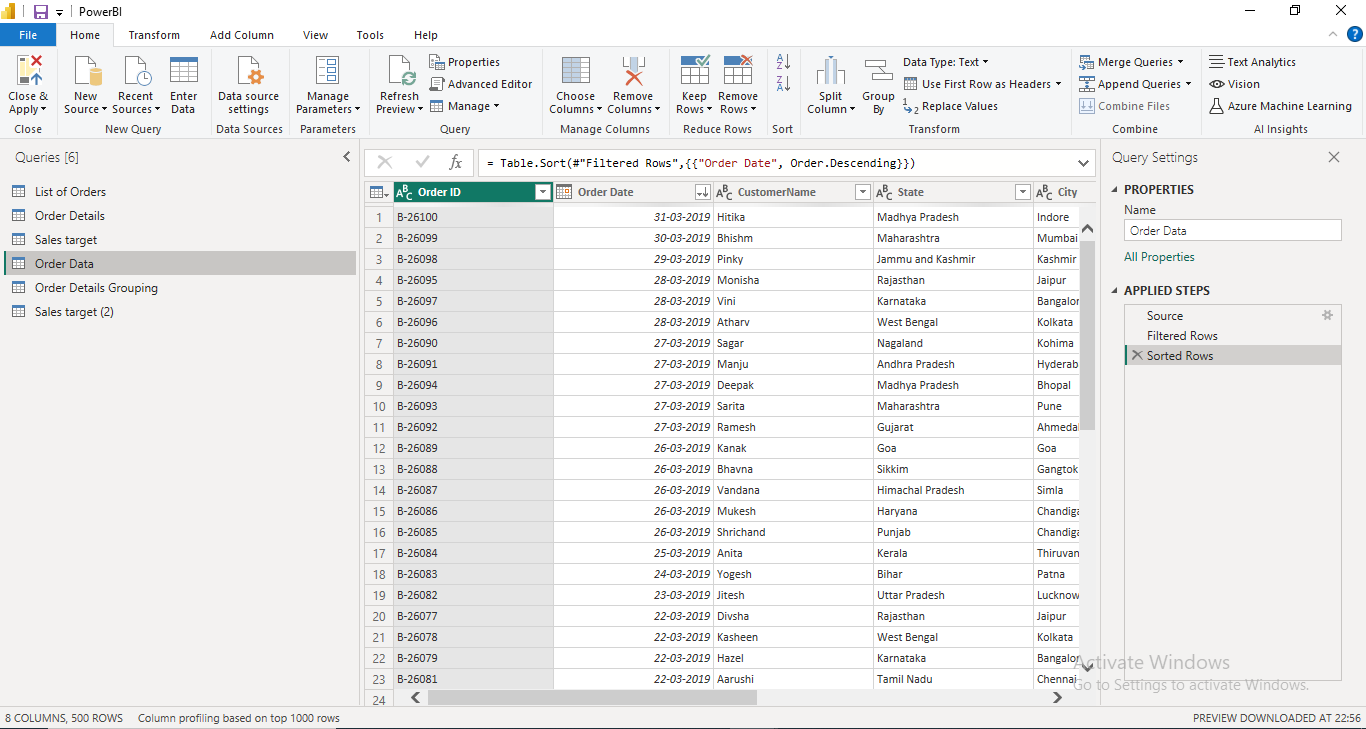 PowerBI
File Home Transform Add Column View Tools Help
Close & Apply
Close
New Source
Recent Sources
Enter Data
New Query
Data source settings
Data Sources
Manage Parameters
Parameters
Refresh Preview
Properties
Advanced Editor
Manage
Query
Choose Columns
Remove Columns
Manage Columns
Keep Rows
Remove Rows
Reduce Rows
Sort
Split Column
Group By
Data Type: Text
Use First Row as Headers
Replace Values
Transform
Merge Queries
Append Queries
Combine Files
Combine
Text Analytics
Vision
Azure Machine Learning
AI Insights
Queries [6]
List of Orders
Order Details
Sales target
Order Data
Order Details Grouping
Sales target (2)
fx = Table.Sort(#"Filtered Rows",{{"Order Date", Order.Descending}})
Order ID Order Date CustomerName State City
1 B-26100 31-03-2019 Hitika Madhya Pradesh Indore
2 B-26099 30-03-2019 Bhishm Maharashtra Mumbai
3 B-26098 29-03-2019 Pinky Jammu and Kashmir Kashmir
4 B-26095 28-03-2019 Monisha Rajasthan Jaipur
5 B-26097 28-03-2019 Vini Karnataka Bangalor
6 B-26096 28-03-2019 Atharv West Bengal Kolkata
7 B-26090 27-03-2019 Sagar Nagaland Kohima
8 B-26091 27-03-2019 Manju Andhra Pradesh Hyderab
9 B-26094 27-03-2019 Deepak Madhya Pradesh Bhopal
10 B-26093 27-03-2019 Sarita Maharashtra Pune
11 B-26092 27-03-2019 Ramesh Gujarat Ahmeda
12 B-26089 26-03-2019 Kanak Goa Goa
13 B-26088 26-03-2019 Bhavna Sikkim Gangtok
14 B-26087 26-03-2019 Vandana Himachal Pradesh Simla
15 B-26086 26-03-2019 Mukesh Haryana Chandiga
16 B-26085 26-03-2019 Shrichand Punjab Chandiga
17 B-26084 25-03-2019 Anita Kerala Thiruvan
18 B-26083 24-03-2019 Yogesh Bihar Patna
19 B-26082 23-03-2019 Jitesh Uttar Pradesh Lucknow
20 B-26077 22-03-2019 Divsha Rajasthan Jaipur
21 B-26078 22-03-2019 Kasheen West Bengal Kolkata
22 B-26079 22-03-2019 Hazel Karnataka Bangalor
23 B-26081 22-03-2019 Aarushi Tamil Nadu Chennai
24
Query Settings
PROPERTIES
Name
Order Data
All Properties
APPLIED STEPS
Source
Filtered Rows
Sorted Rows
Activate Windows
Go to Settings to activate Windows.
8 COLUMNS, 500 ROWS Column profiling based on top 1000 rows PREVIEW DOWNLOADED AT 22:56